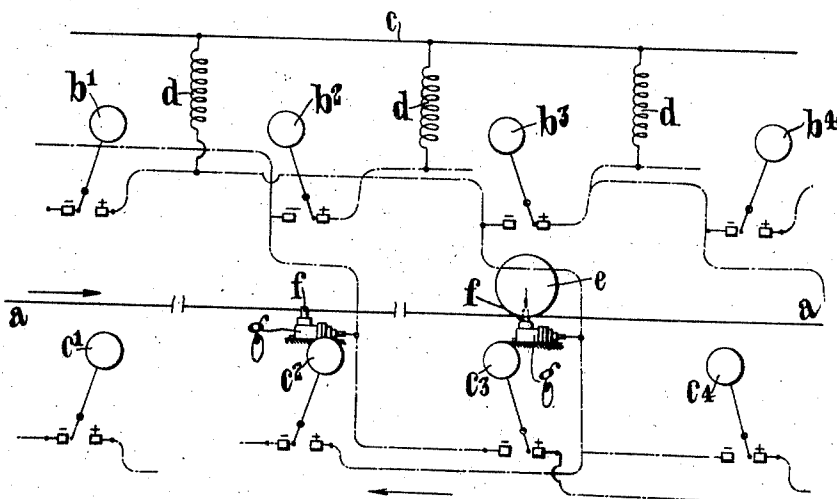 c
b1 d b2 d b3 d b4
- + - + - + - +
e
f f
a a
g
c1 c2 c3 c4
g
- + - + - + - +